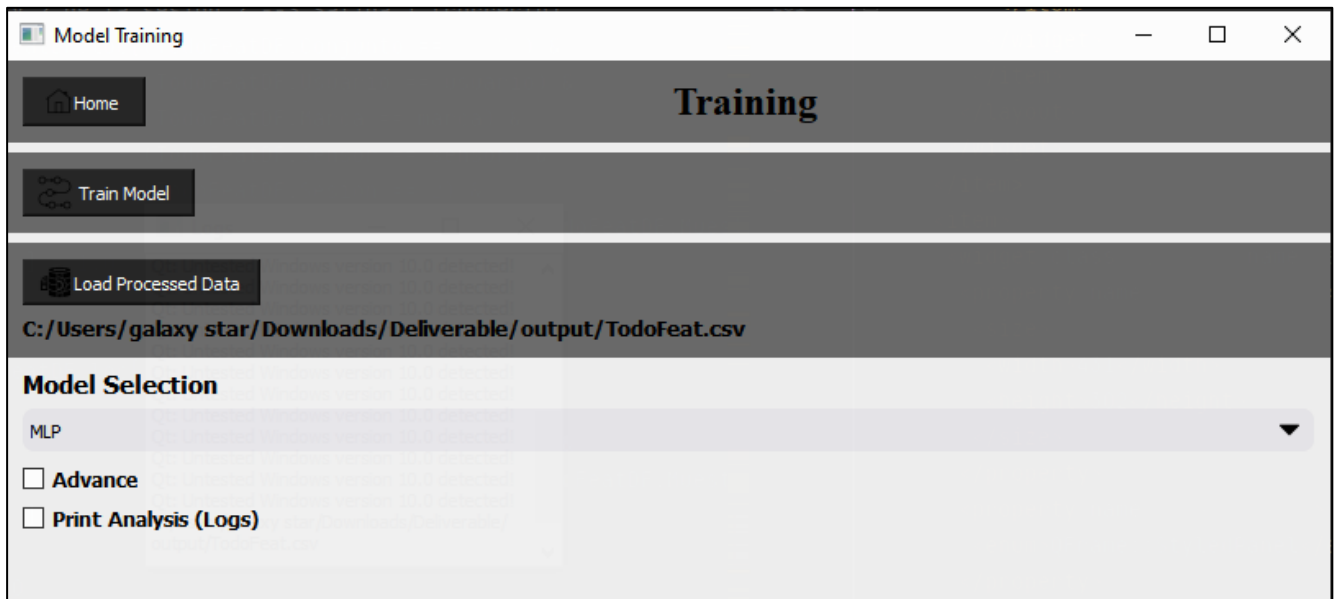 Model Training
Home
Training
Train Model
Load Processed Data
C:/Users/galaxy star/Downloads/Deliverable/output/TodoFeat.csv
Model Selection
MLP
Advance
Print Analysis (Logs)